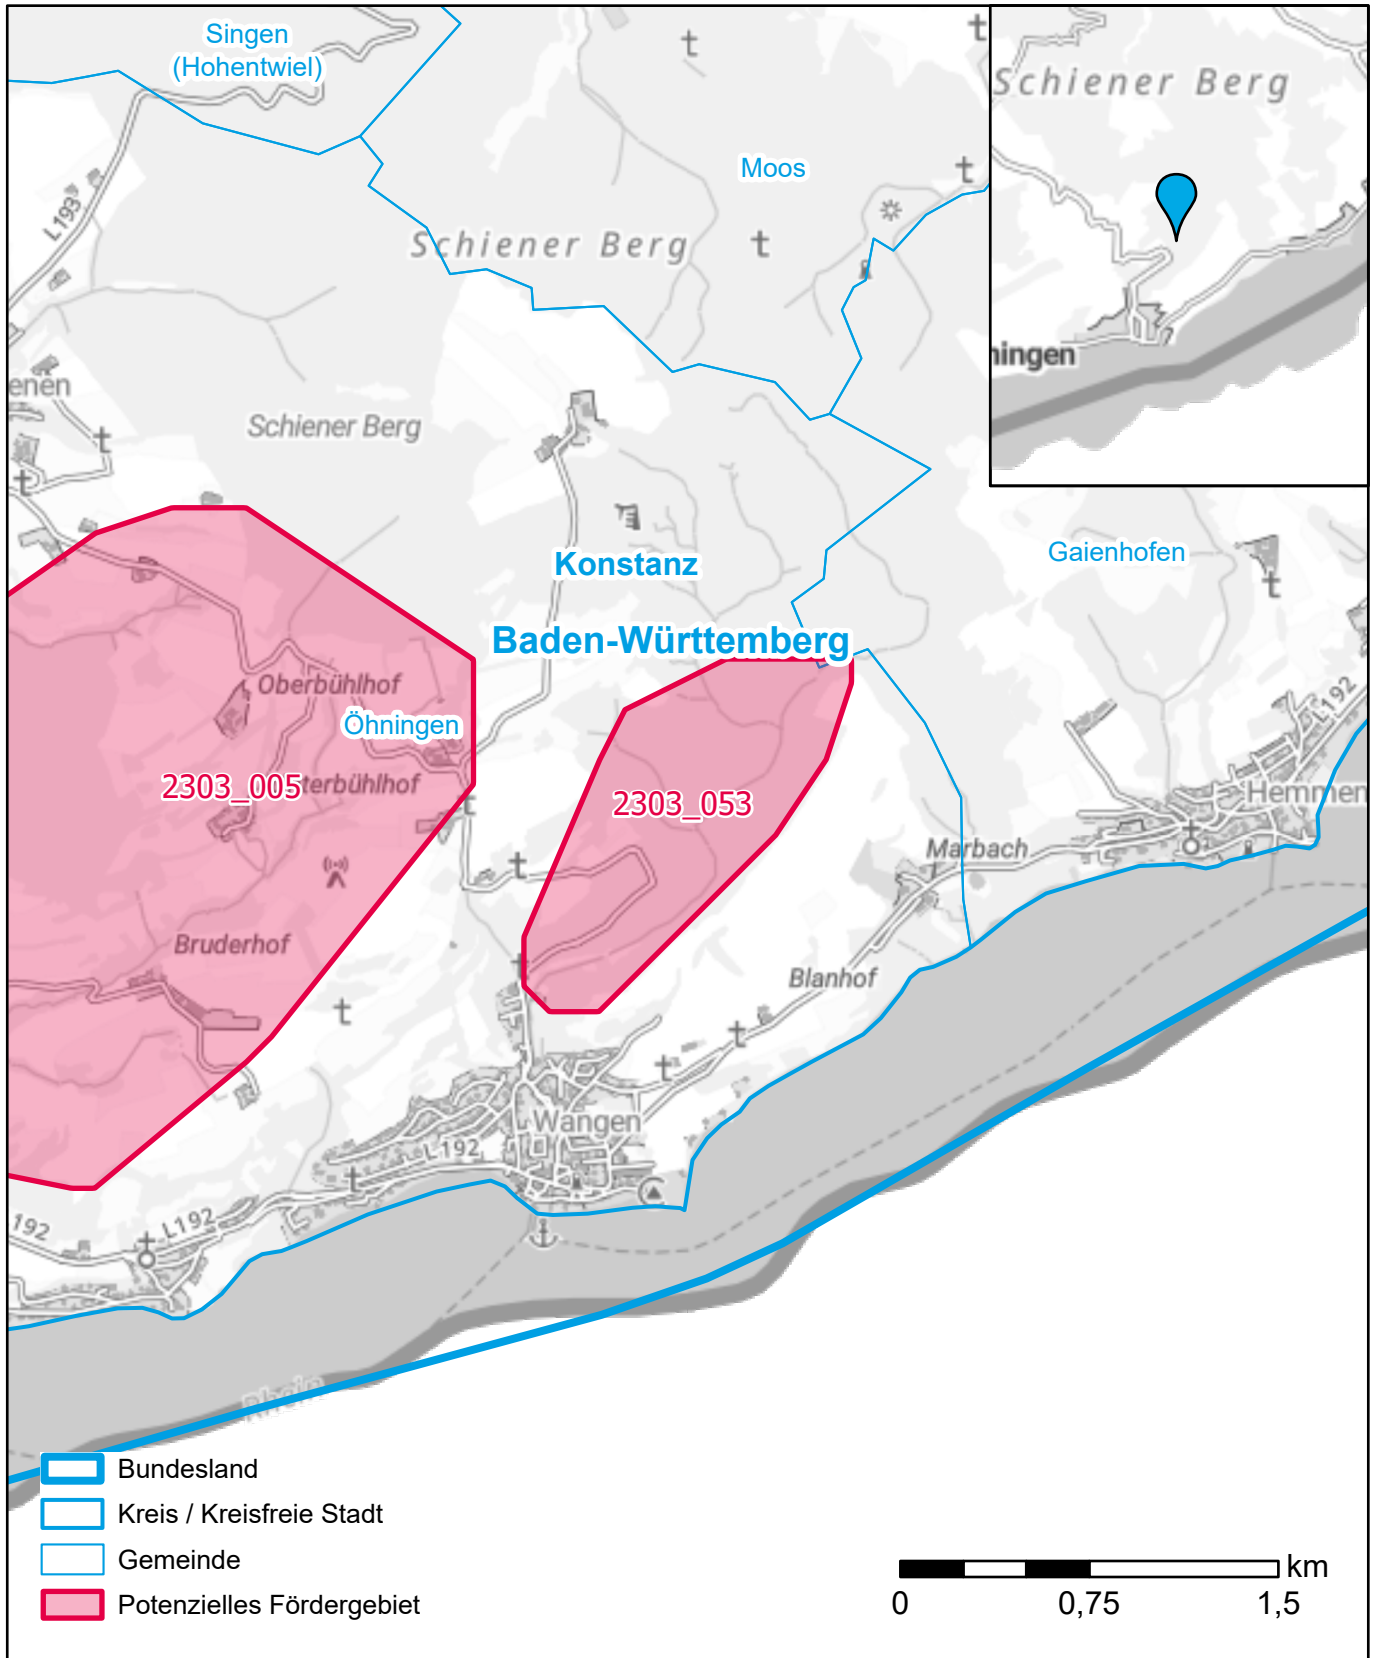 Singen
(Hohentwiel)
Schiener Berg
Moos
L193
Schiener Berg
ningen
enen
Schiener Berg
Konstanz
Gaienhofen
Baden-Württemberg
Oberbühlhof
Öhningen
L192
2303_005
terbühlhof
2303_053
Hemmen
Marbach
Bruderhof
Blanhof
Wangen
L192
192
L192
Rhein
Bundesland
Kreis / Kreisfreie Stadt
Gemeinde
Potenzielles Fördergebiet
km
0 0,75 1,5